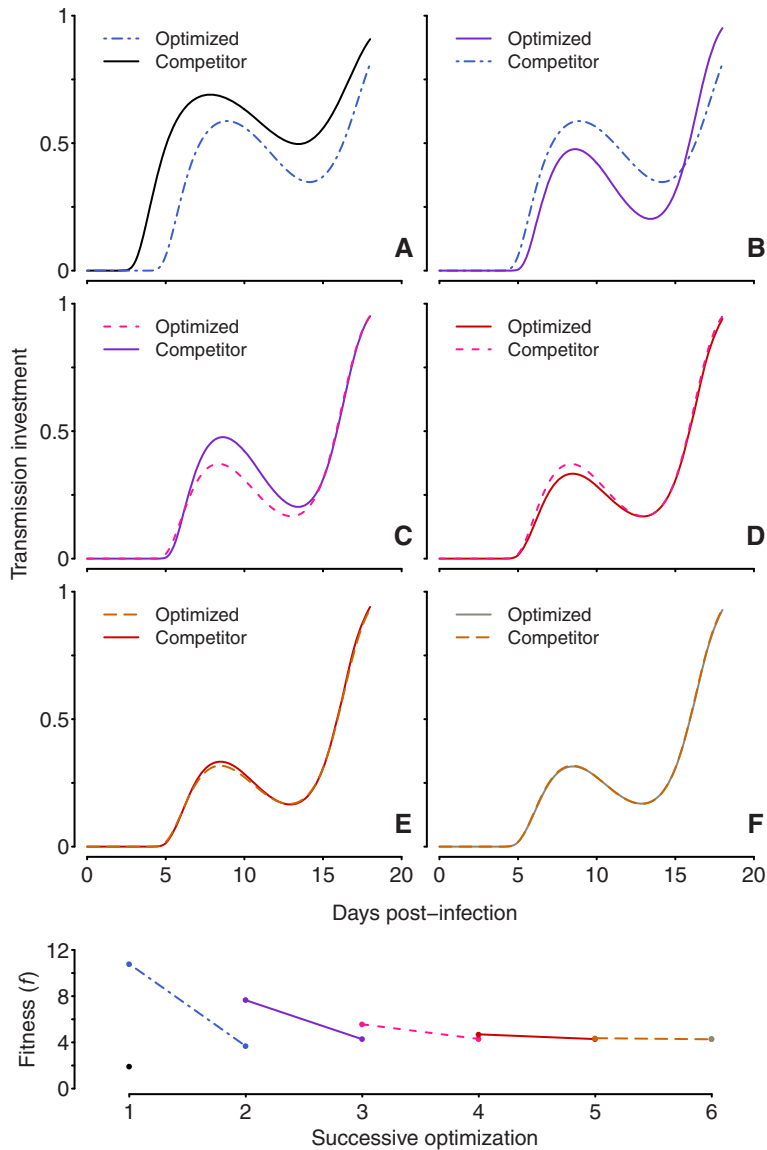 1
Optimized
Competitor
0.5
0
A
Optimized
Competitor
B
1
Optimized
Competitor
0.5
0
C
Optimized
Competitor
D
Transmission investment
1
Optimized
Competitor
0.5
0
E
Optimized
Competitor
F
0 5 10 15 20
0 5 10 15 20
Days post−infection
12
8
4
0
Fitness (f)
1 2 3 4 5 6
Successive optimization